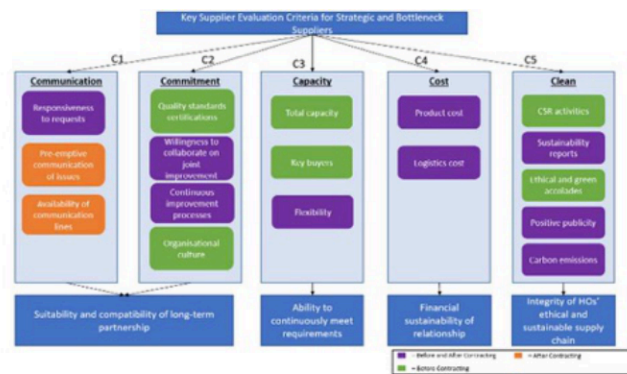 Key Supplier Evaluation Criteria for Strategic and Bottleneck
Suppliers
C1
C2
C3
C4
C5
Communication
Responsiveness
to requests
Pre-emptive
communication
of issues
Availability of
communication
lines
Commitment
Quality standards
certifications
Willingness to
collaborate on
joint
improvement
Continuous
improvement
processes
Organisational
culture
Capacity
Total capacity
Key buyers
Flexibility
Cost
Product cost
Logistics cost
Clean
CSR activities
Sustainability
reports
Ethical and green
accolades
Positive publicity
Carbon emissions
Suitability and compatibility of long-term
partnership
Ability to
continuously meet
requirements
Financial
sustainability of
relationship
Integrity of HOs'
ethical and
sustainable supply
chain
= Before and After Contracting
= After Contracting
= Before Contracting